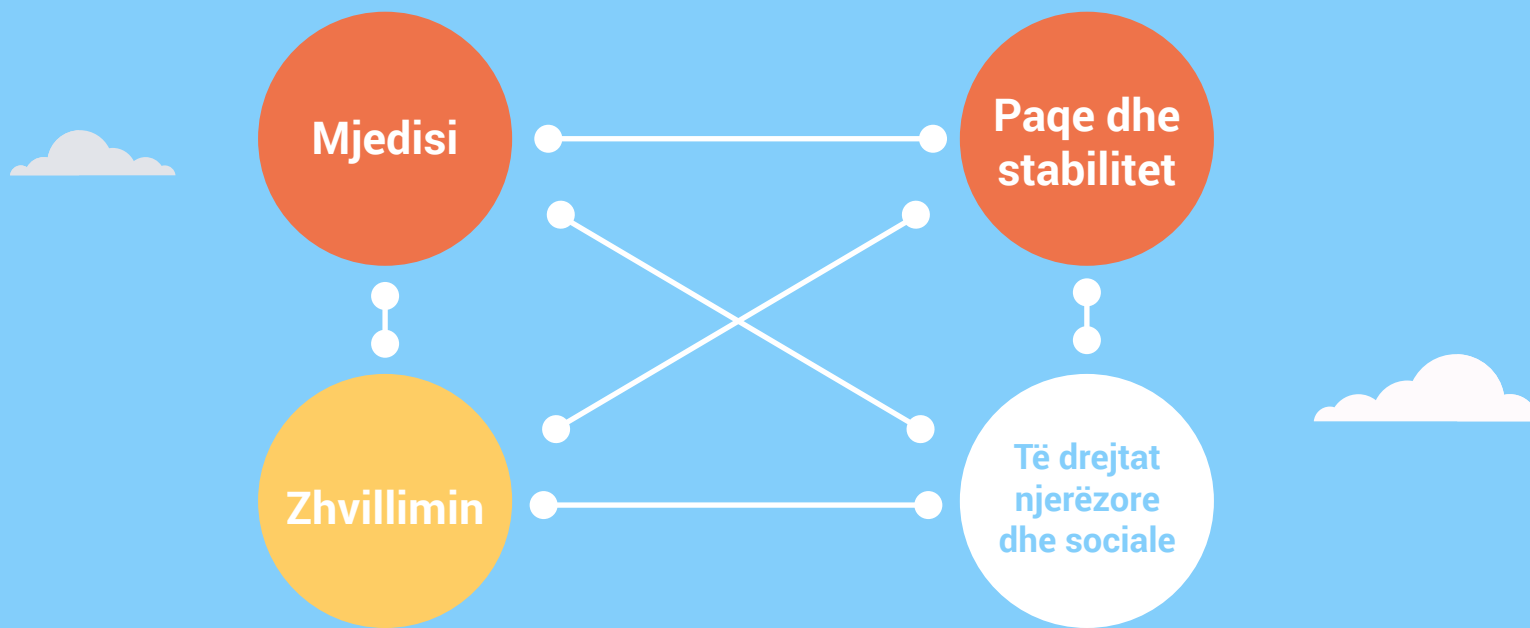 Mjedisi
Paqe dhe
stabilitet
Zhvillimin
Të drejtat
njerëzore
dhe sociale